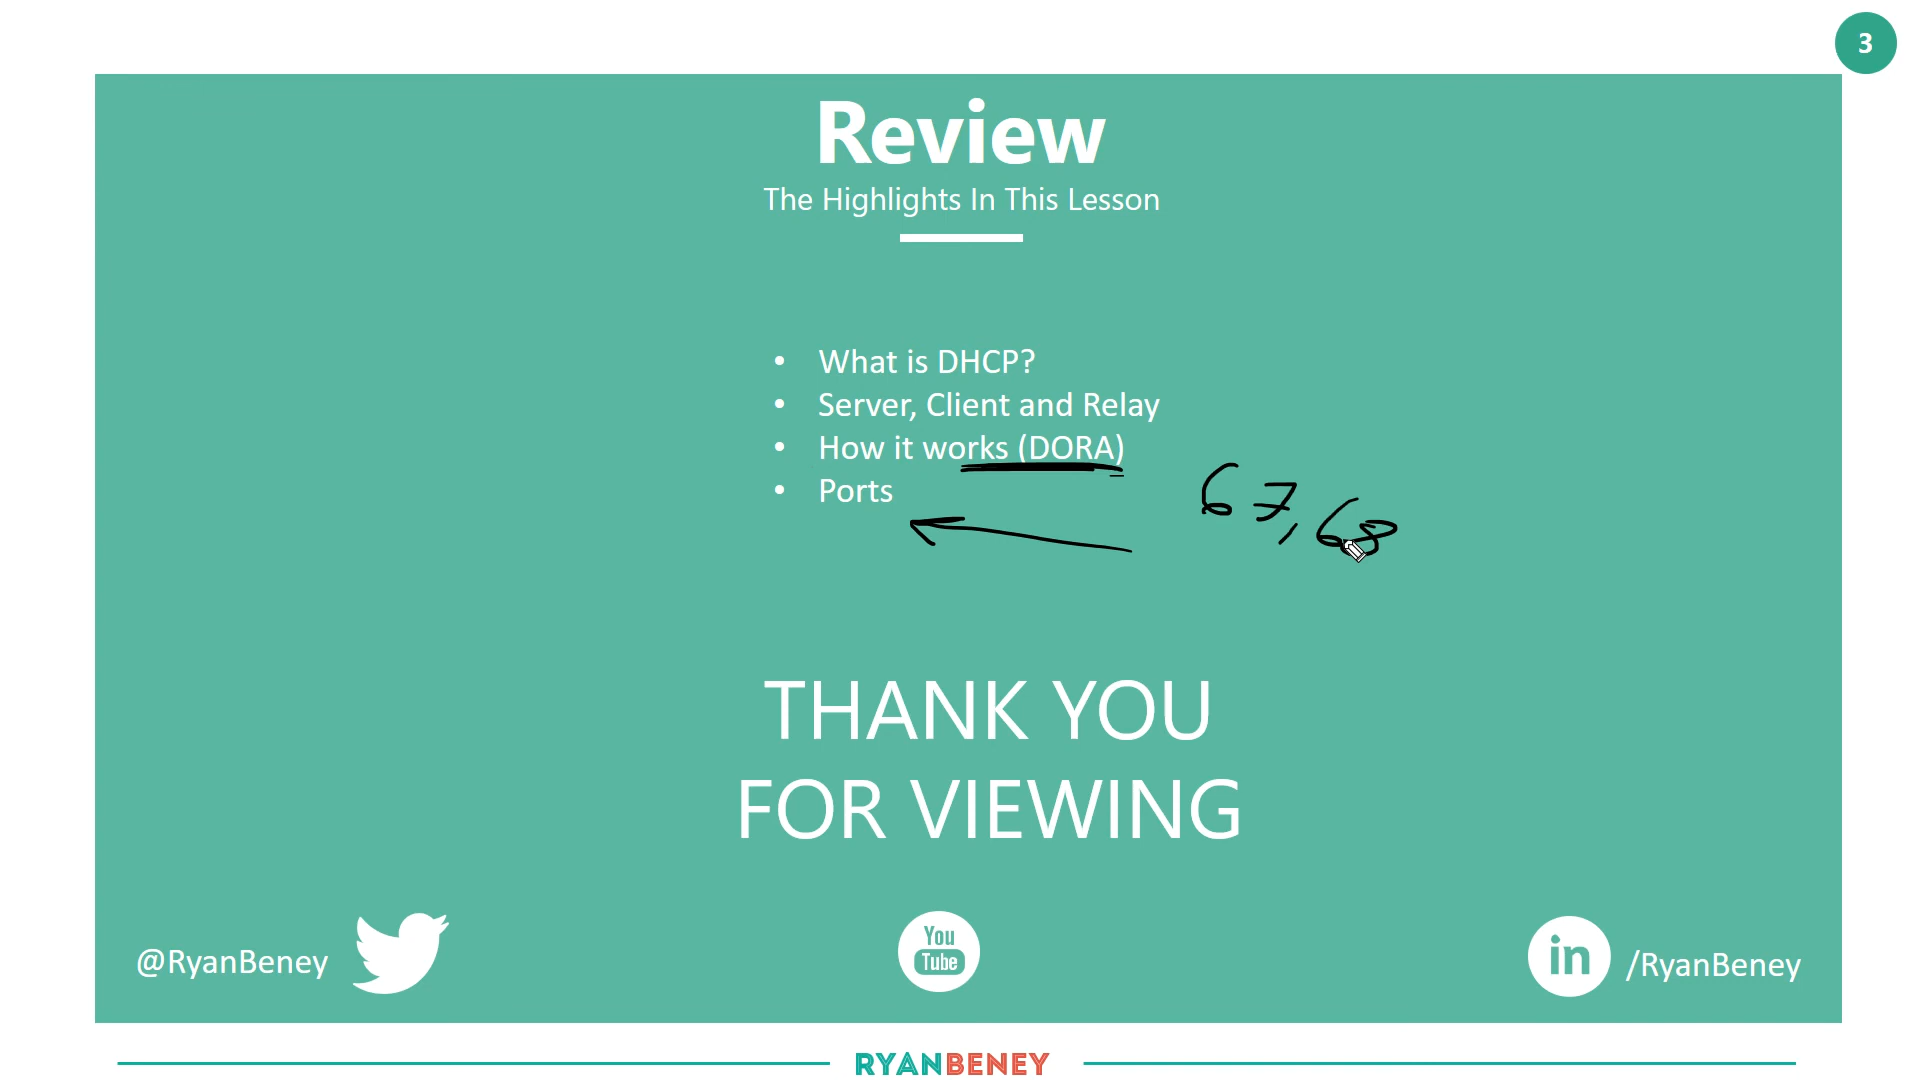 3
Review
The Highlights In This Lesson
• What is DHCP?
• Server, Client and Relay
• How it works (DORA)
• Ports
67, 68
THANK YOU
FOR VIEWING
@RyanBeney
You
Tube
in
/RyanBeney
RYANBENEY